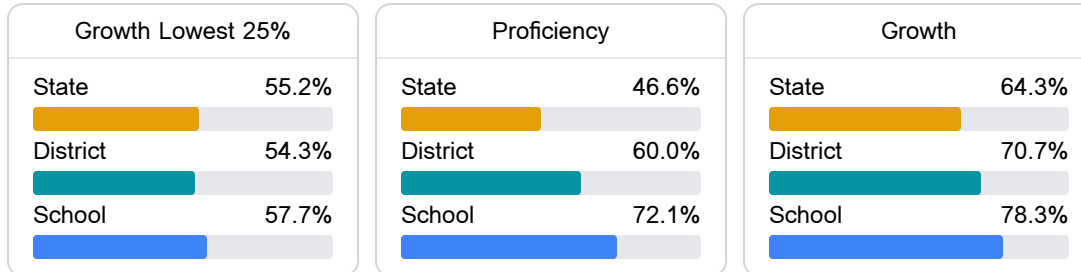 Growth Lowest 25%
State 55.2%
District 54.3%
School 57.7%
Proficiency
State 46.6%
District 60.0%
School 72.1%
Growth
State 64.3%
District 70.7%
School 78.3%